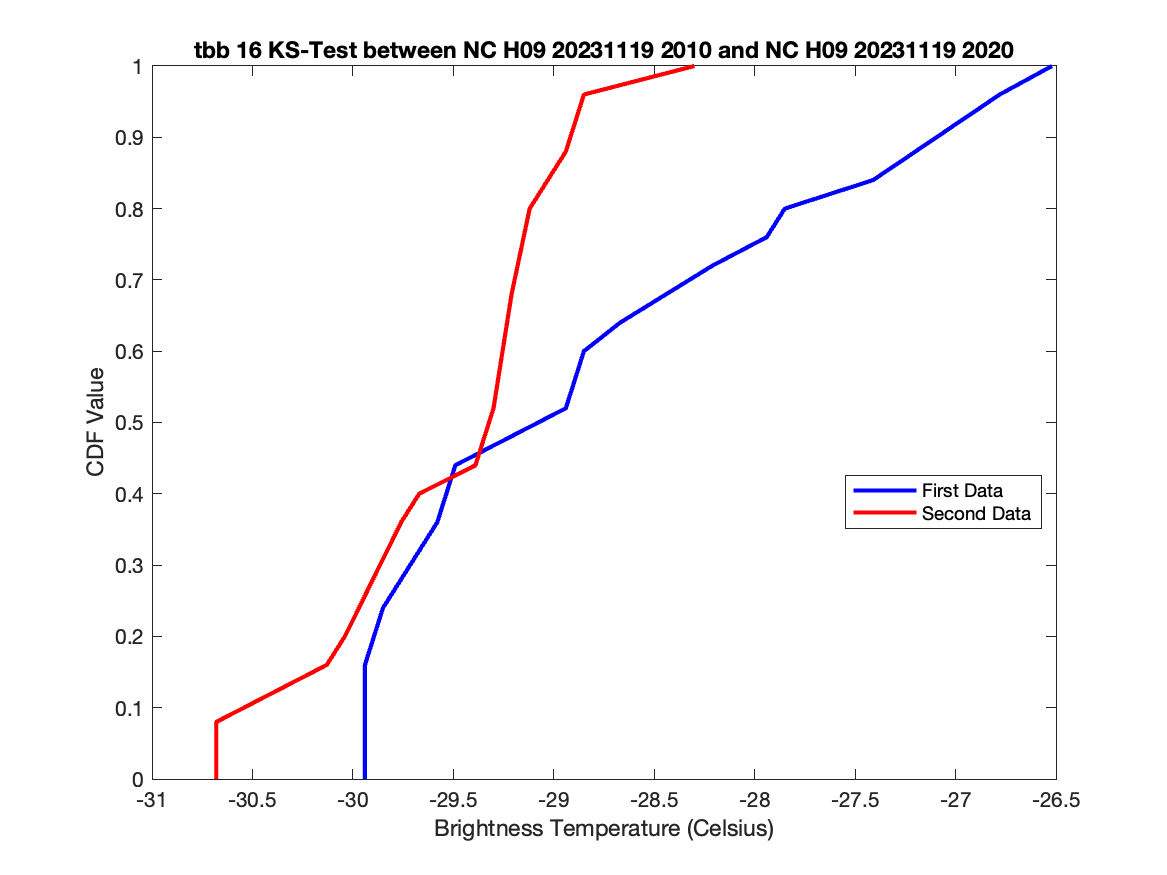 tbb 16 KS-Test between NC H09 20231119 2010 and NC H09 20231119 2020
1
0.9
0.8
0.7
0.6
0.5
0.4
0.3
0.2
0.1
0
CDF Value
First Data
Second Data
-31 -30.5 -30 -29.5 -29 -28.5 -28 -27.5 -27 -26.5
Brightness Temperature (Celsius)